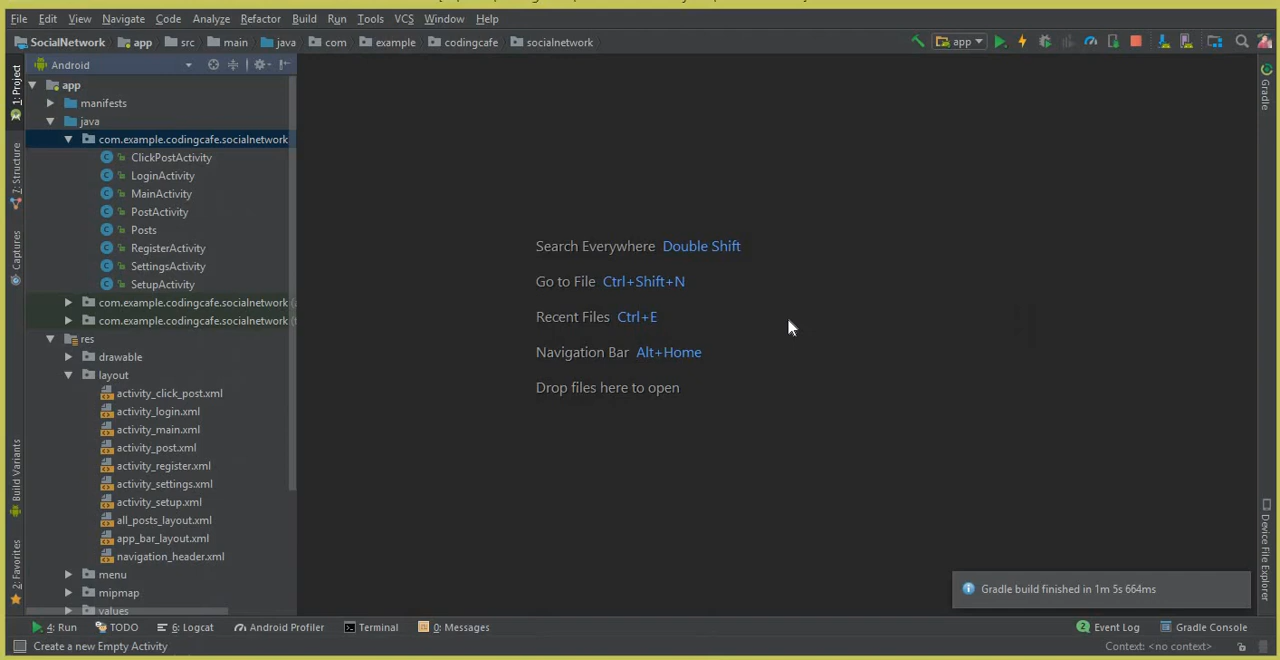 File Edit View Navigate Code Analyze Refactor Build Run Tools VCS Window Help
SocialNetwork app src main java com example codingcafe socialnetwork app
Android
app
manifests
java
com.example.codingcafe.socialnetwork
ClickPostActivity
LoginActivity
MainActivity
PostActivity
Posts
RegisterActivity
SettingsActivity
SetupActivity
com.example.codingcafe.socialnetwork
com.example.codingcafe.socialnetwork
res
drawable
layout
activity_click_post.xml
activity_login.xml
activity_main.xml
activity_post.xml
activity_register.xml
activity_settings.xml
activity_setup.xml
all_posts_layout.xml
app_bar_layout.xml
navigation_header.xml
menu
mipmap
values
1: Project
7: Structure
Captures
Build Variants
2: Favorites
Search Everywhere Double Shift
Go to File Ctrl+Shift+N
Recent Files Ctrl+E
Navigation Bar Alt+Home
Drop files here to open
Gradle
Device File Explorer
Gradle build finished in 1m 5s 664ms
4: Run TODO 6: Logcat Android Profiler Terminal 0: Messages 2 Event Log Gradle Console
Create a new Empty Activity Context: <no context>